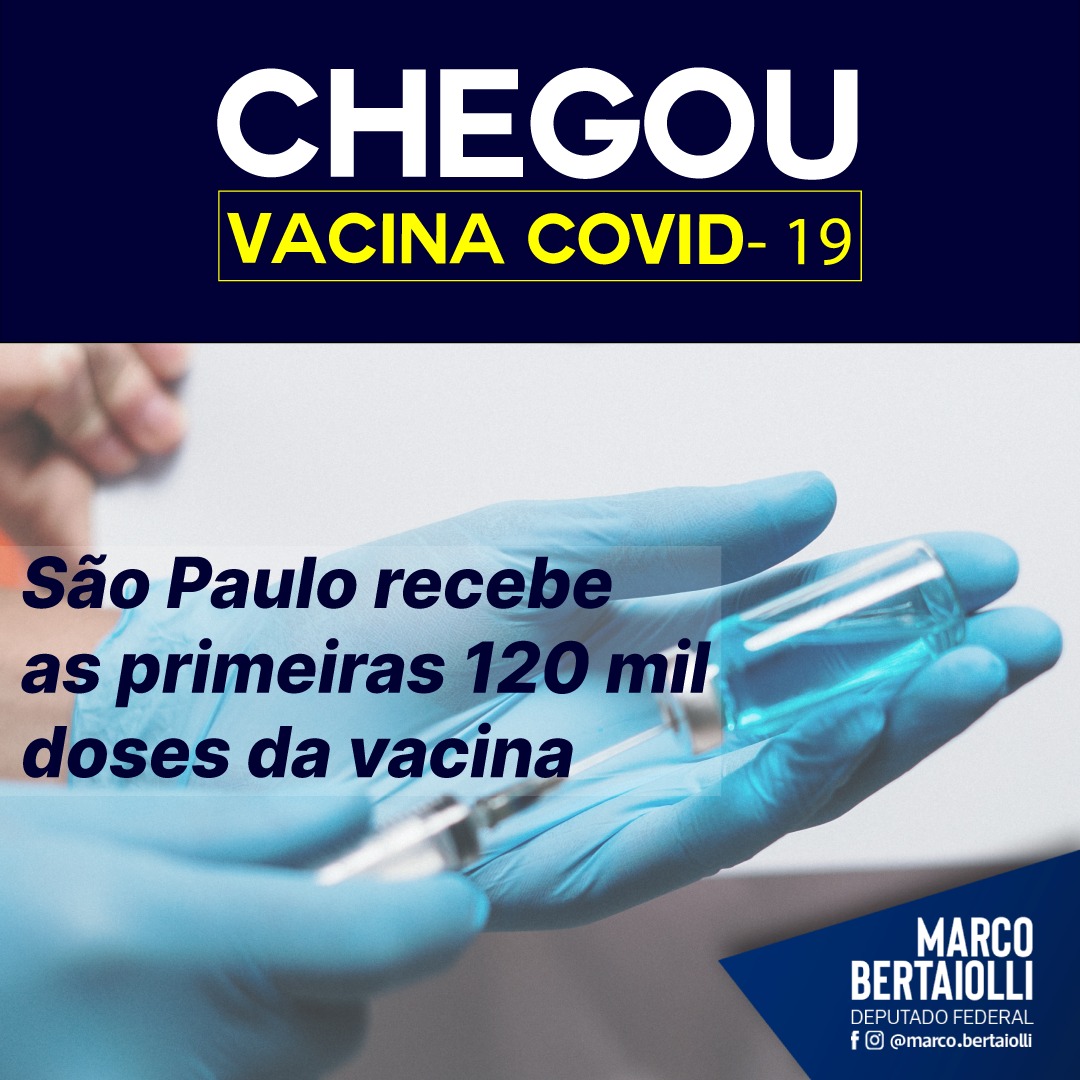 CHEGOU
VACINA COVID- 19
São Paulo recebe
as primeiras 120 mil
doses da vacina
MARCO
BERTAIOLLI
DEPUTADO FEDERAL
@marco.bertaiolli